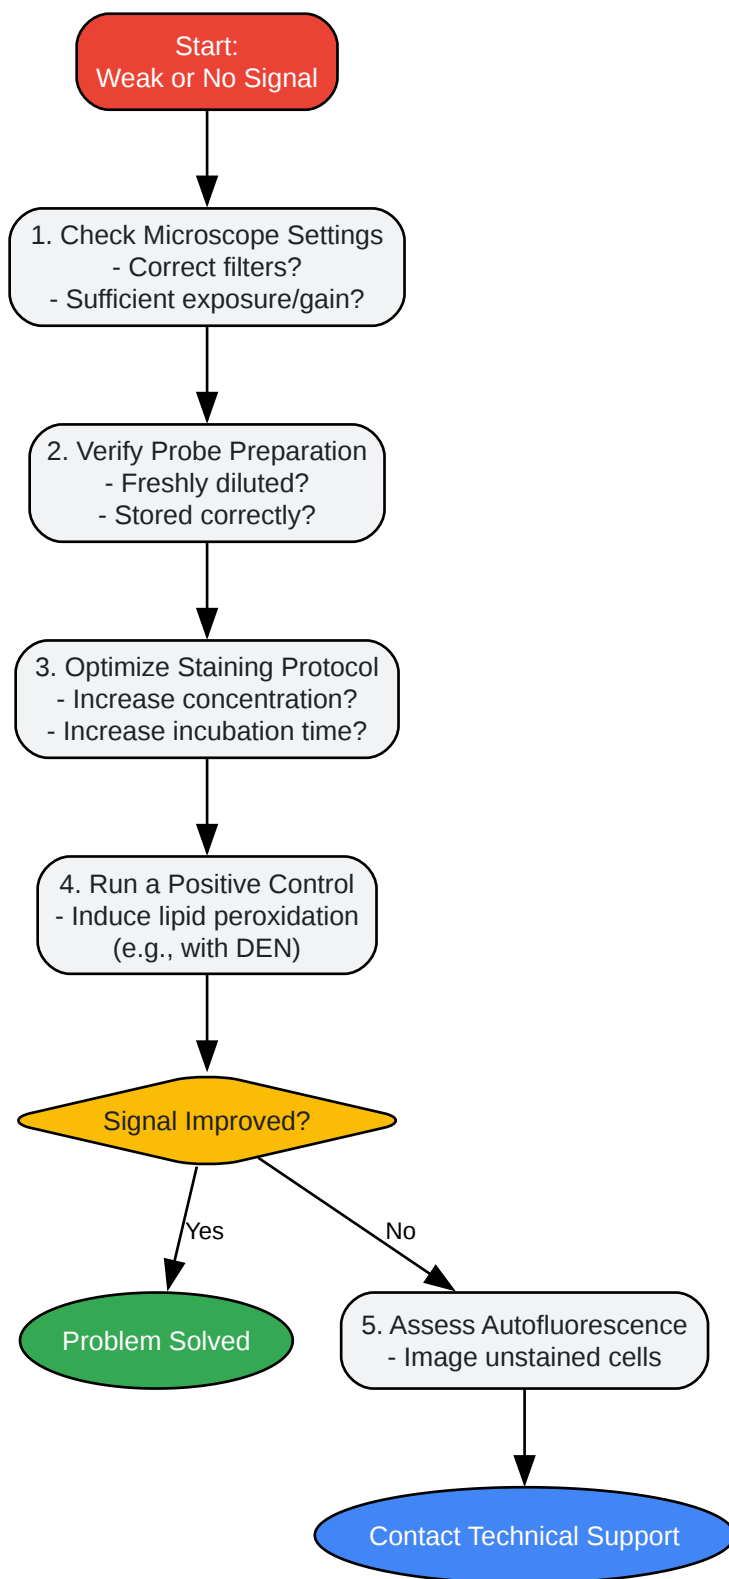 Start:
Weak or No Signal
1. Check Microscope Settings
- Correct filters?
- Sufficient exposure/gain?
2. Verify Probe Preparation
- Freshly diluted?
- Stored correctly?
3. Optimize Staining Protocol
- Increase concentration?
- Increase incubation time?
4. Run a Positive Control
- Induce lipid peroxidation
(e.g., with DEN)
Signal Improved?
Yes
No
Problem Solved
5. Assess Autofluorescence
- Image unstained cells
Contact Technical Support